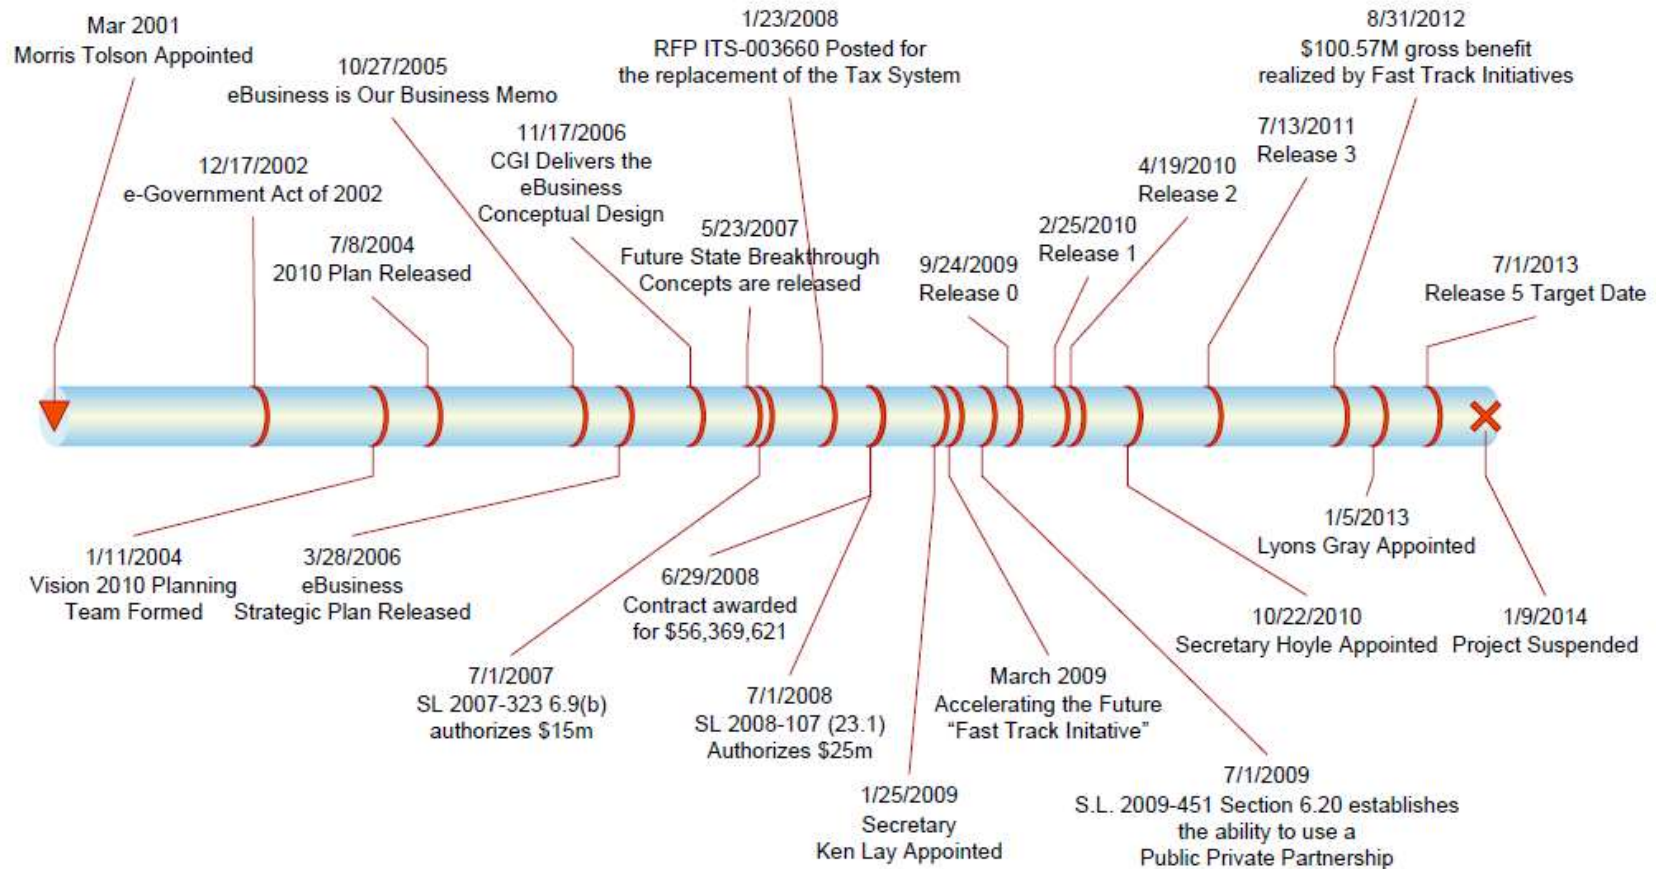 Mar 2001
Morris Tolson Appointed
12/17/2002
e-Government Act of 2002
10/27/2005
eBusiness is Our Business Memo
7/8/2004
2010 Plan Released
11/17/2006
CGI Delivers the
eBusiness
Conceptual Design
1/23/2008
RFP ITS-003660 Posted for
the replacement of the Tax System
5/23/2007
Future State Breakthrough
Concepts are released
9/24/2009
Release 0
2/25/2010
Release 1
4/19/2010
Release 2
7/13/2011
Release 3
8/31/2012
$100.57M gross benefit
realized by Fast Track Initiatives
7/1/2013
Release 5 Target Date
1/11/2004
Vision 2010 Planning
Team Formed
3/28/2006
eBusiness
Strategic Plan Released
7/1/2007
SL 2007-323 6.9(b)
authorizes $15m
6/29/2008
Contract awarded
for $56,369,621
7/1/2008
SL 2008-107 (23.1)
Authorizes $25m
1/25/2009
Secretary
Ken Lay Appointed
March 2009
Accelerating the Future
“Fast Track Initative”
7/1/2009
S.L. 2009-451 Section 6.20 establishes
the ability to use a
Public Private Partnership
10/22/2010
Secretary Hoyle Appointed
1/5/2013
Lyons Gray Appointed
1/9/2014
Project Suspended